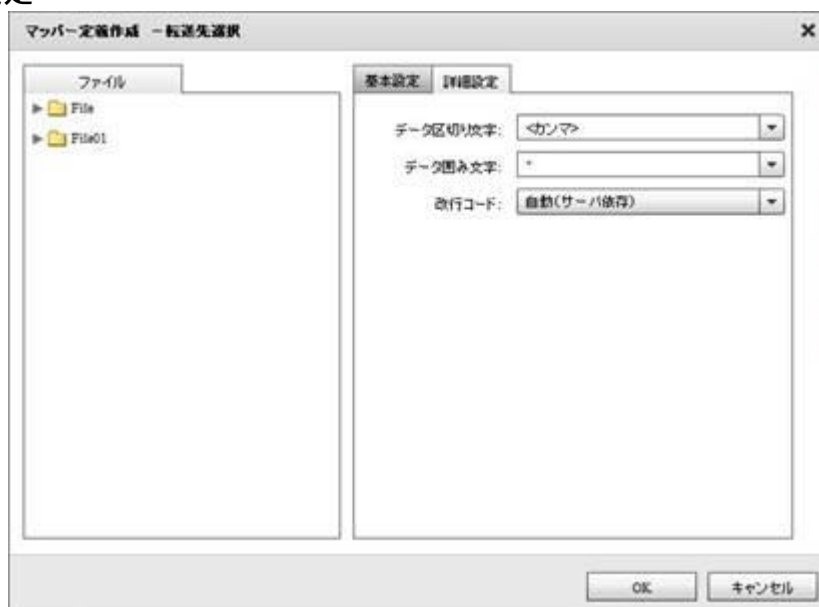 マッパー定義作成 －転送先選択
ファイル
File
File01
基本設定 詳細設定
データ区切り文字: <カンマ>
データ囲み文字:
改行コード: 自動(サーバ依存)
OK キャンセル